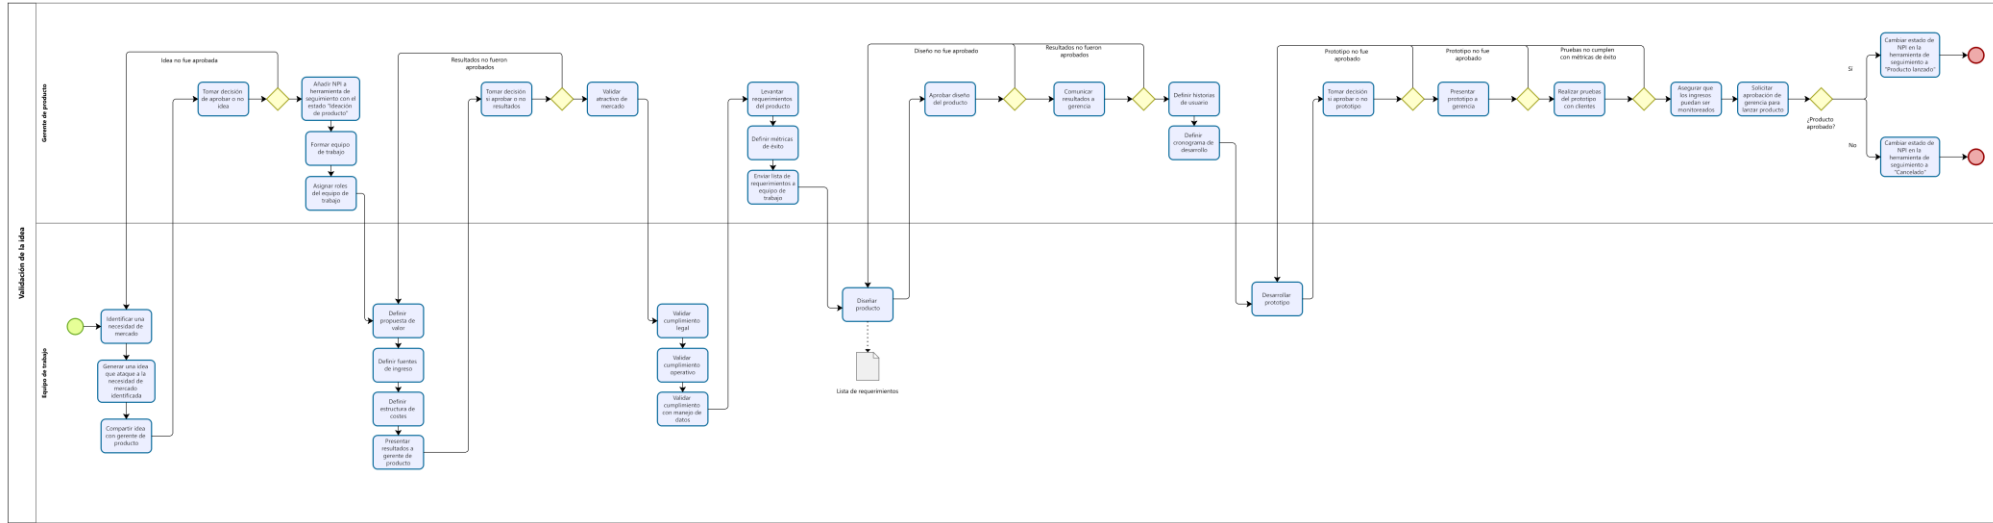 Validación de la idea
Gerente de producto
Equipo de trabajo
Idea no fue aprobada
Tomar decisión
de aprobar o no
idea
Añadir NPI a
herramienta de
seguimiento con el
estado "Ideación
de producto"
Formar equipo
de trabajo
Asignar roles
del equipo de
trabajo
Identificar una
necesidad de
mercado
Generar una idea
que ataque a la
necesidad de
mercado
identificada
Compartir idea
con gerente de
producto
Resultados no fueron
aprobados
Tomar decisión
si aprobar o no
resultados
Validar
atractivo de
mercado
Definir
propuesta de
valor
Definir fuentes
de ingreso
Definir
estructura de
costes
Presentar
resultados a
gerente de
producto
Validar
cumplimiento
legal
Validar
cumplimiento
operativo
Validar
cumplimiento
con manejo de
datos
Levantar
requerimientos
del producto
Definir métricas
de éxito
Enviar lista de
requerimientos a
equipo de
trabajo
Diseñar
producto
Lista de requerimientos
Diseño no fue aprobado
Resultados no fueron
aprobados
Aprobar diseño
del producto
Comunicar
resultados a
gerencia
Definir historias
de usuario
Definir
cronograma de
desarrollo
Desarrollar
prototipo
Prototipo no fue
aprobado
Prototipo no fue
aprobado
Pruebas no cumplen
con métricas de éxito
Tomar decisión
si aprobar o no
prototipo
Presentar
prototipo a
gerencia
Realizar pruebas
del prototipo
con clientes
Asegurar que
los ingresos
puedan ser
monitoreados
Solicitar
aprobación de
gerencia para
lanzar producto
¿Producto
aprobado?
Sí
No
Cambiar estado de
NPI en la
herramienta de
seguimiento a
"Producto lanzado"
Cambiar estado de
NPI en la
herramienta de
seguimiento a
"Cancelado"